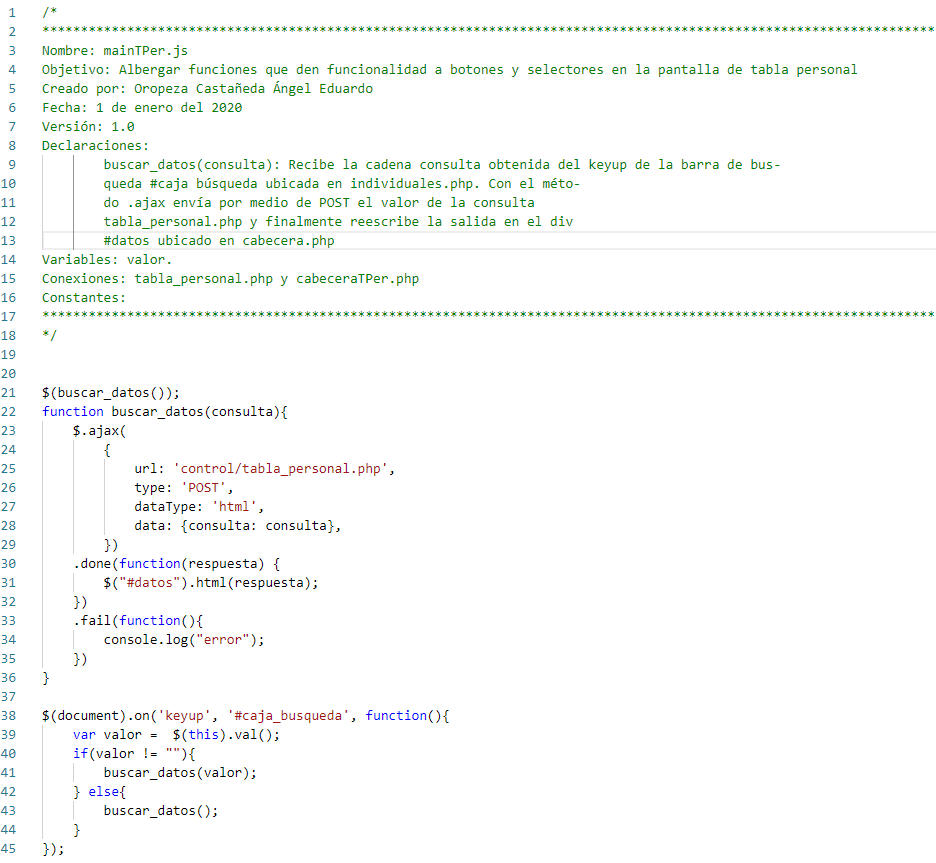 1 /*
2 *********************************************************************************************************************
3 Nombre: mainTPer.js
4 Objetivo: Albergar funciones que den funcionalidad a botones y selectores en la pantalla de tabla personal
5 Creado por: Oropeza Castañeda Ángel Eduardo
6 Fecha: 1 de enero del 2020
7 Versión: 1.0
8 Declaraciones:
9 buscar_datos(consulta): Recibe la cadena consulta obtenida del keyup de la barra de bus-
10 queda #caja búsqueda ubicada en individuales.php. Con el méto-
11 do .ajax envía por medio de POST el valor de la consulta
12 tabla_personal.php y finalmente reescribe la salida en el div
13 #datos ubicado en cabecera.php
14 Variables: valor.
15 Conexiones: tabla_personal.php y cabeceraTPer.php
16 Constantes:
17 *********************************************************************************************************************
18 */
19
20
21 $(buscar_datos());
22 function buscar_datos(consulta){
23 $.ajax(
24 {
25 url: 'control/tabla_personal.php',
26 type: 'POST',
27 dataType: 'html',
28 data: {consulta: consulta},
29 })
30 .done(function(respuesta) {
31 $("#datos").html(respuesta);
32 })
33 .fail(function(){
34 console.log("error");
35 })
36 }
37
38 $(document).on('keyup', '#caja_busqueda', function(){
39 var valor =  $(this).val();
40 if(valor != ""){
41 buscar_datos(valor);
42 } else{
43 buscar_datos();
44 }
45 });